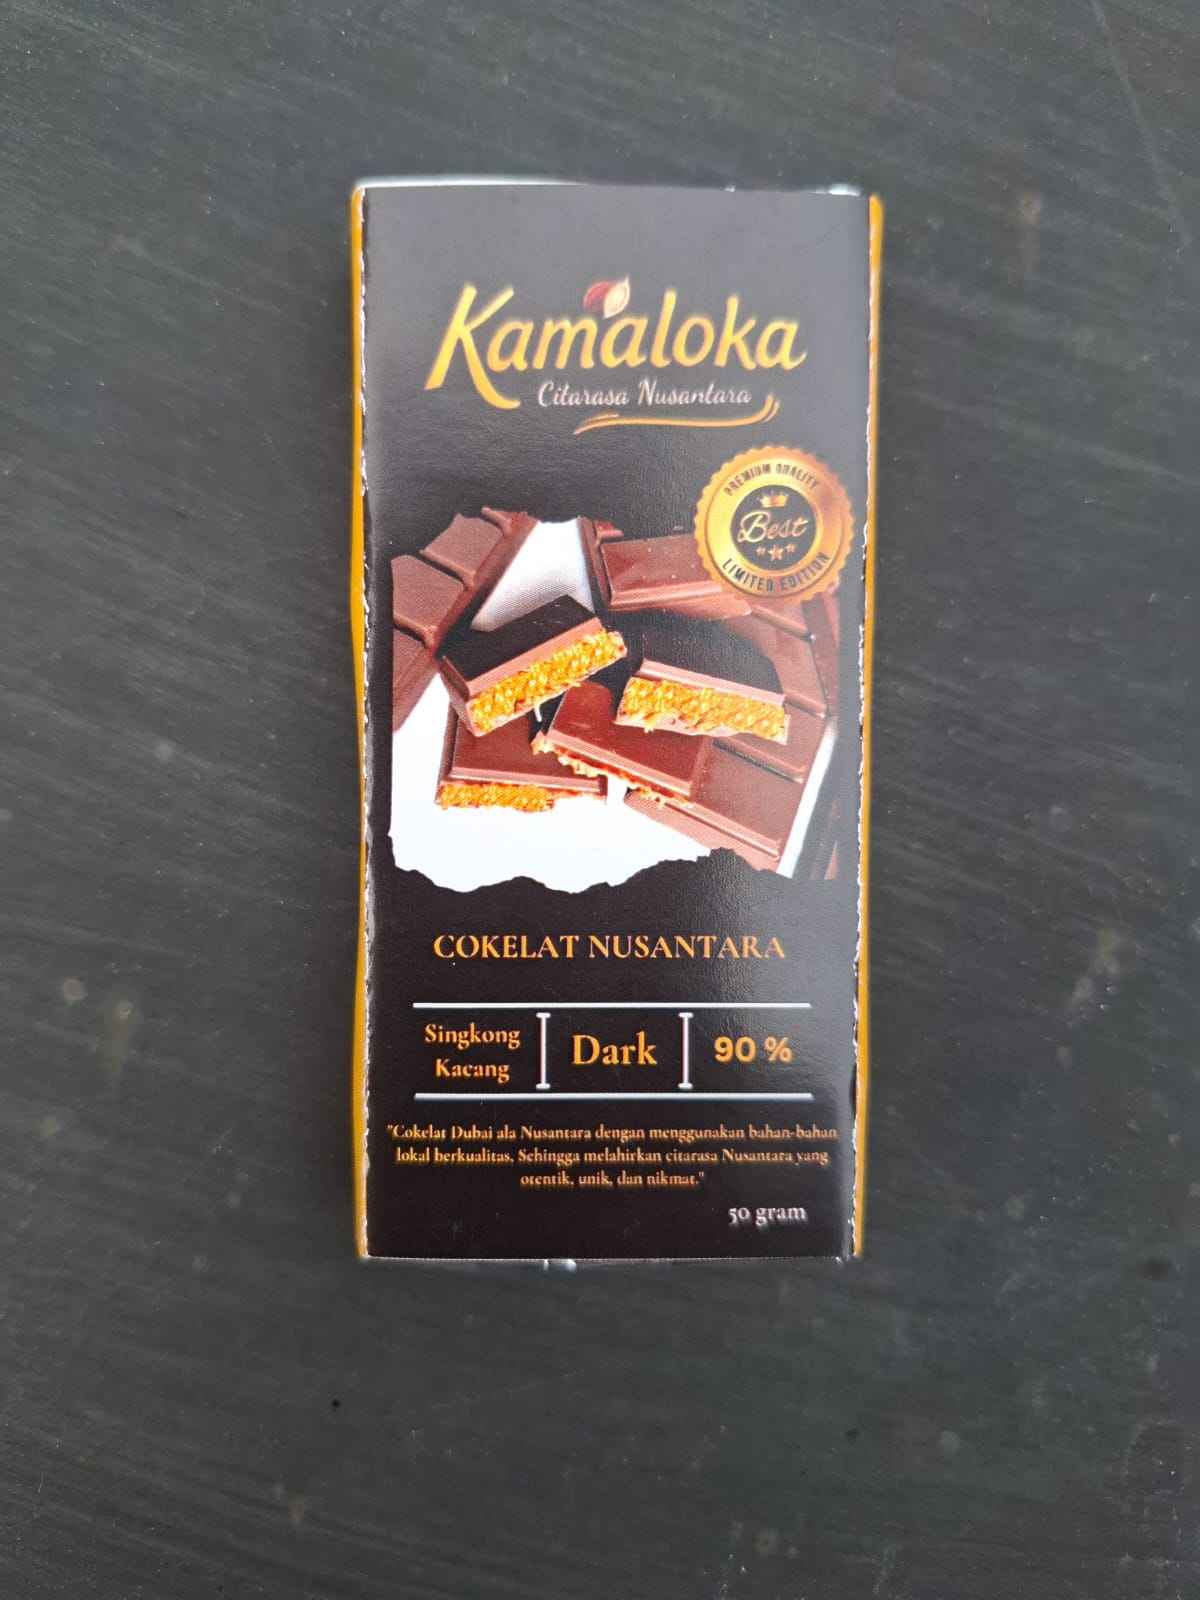 Kamaloka
Citarasa Nusantara
PREMIUM QUALITY
Best
LIMITED EDITION
COKELAT NUSANTARA
Singkong
Kacang
Dark
90 %
"Cokelat Dubai ala Nusantara dengan menggunakan bahan-bahan
lokal berkualitas. Sehingga melahirkan citarasa Nusantara yang
otentik, unik, dan nikmat."
50 gram